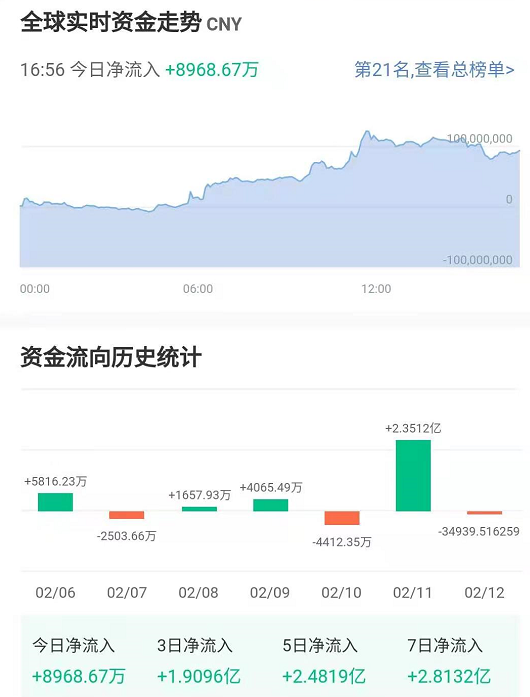 全球实时资金走势 CNY
16:56 今日净流入 +8968.67万 第21名,查看总榜单>
100,000,000
0
-100,000,000
00:00 06:00 12:00
资金流向历史统计
+2.3512亿
+5816.23万 +1657.93万 +4065.49万
-2503.66万 -4412.35万 -34939.516259
02/06 02/07 02/08 02/09 02/10 02/11 02/12
今日净流入 3日净流入 5日净流入 7日净流入
+8968.67万 +1.9096亿 +2.4819亿 +2.8132亿